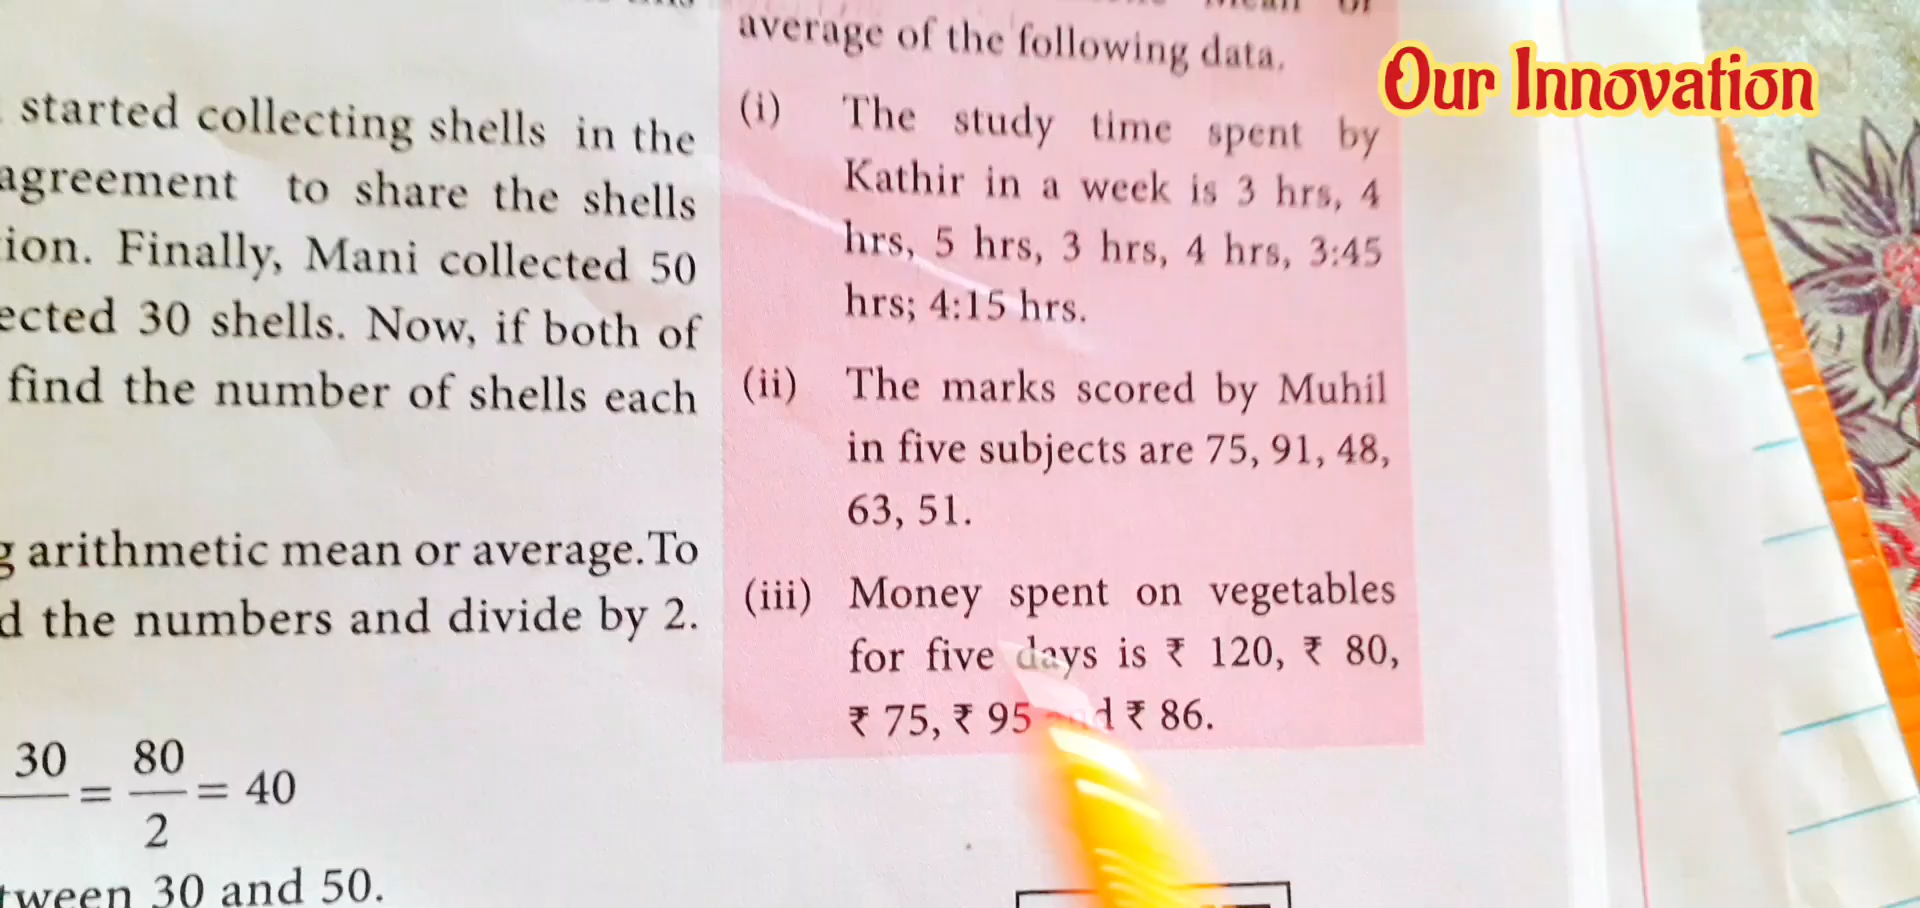 average of the following data.
Our Innovation
started collecting shells in the
agreement to share the shells
ion. Finally, Mani collected 50
ected 30 shells. Now, if both of
find the number of shells each
g arithmetic mean or average.To
d the numbers and divide by 2.
30 = 80 = 40
2
tween 30 and 50.
(i) The study time spent by
Kathir in a week is 3 hrs, 4
hrs, 5 hrs, 3 hrs, 4 hrs, 3:45
hrs; 4:15 hrs.
(ii) The marks scored by Muhil
in five subjects are 75, 91, 48,
63, 51.
(iii) Money spent on vegetables
for five days is ₹ 120, ₹ 80,
₹ 75, ₹ 95 and ₹ 86.